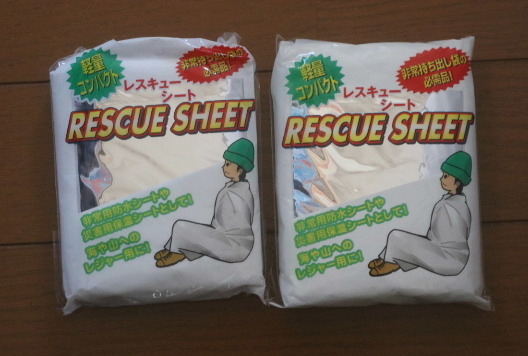 軽量
コンパクト
非常持ち出し袋の
必需品!
レスキュー
シート
RESCUE SHEET
非常用防水シートや
災害用保温シートとして!
海や山への
レジャー用に!
軽量
コンパクト
非常持ち出し袋の
必需品!
レスキュー
シート
RESCUE SHEET
非常用防水シートや
災害用保温シートとして!
海や山への
レジャー用に!